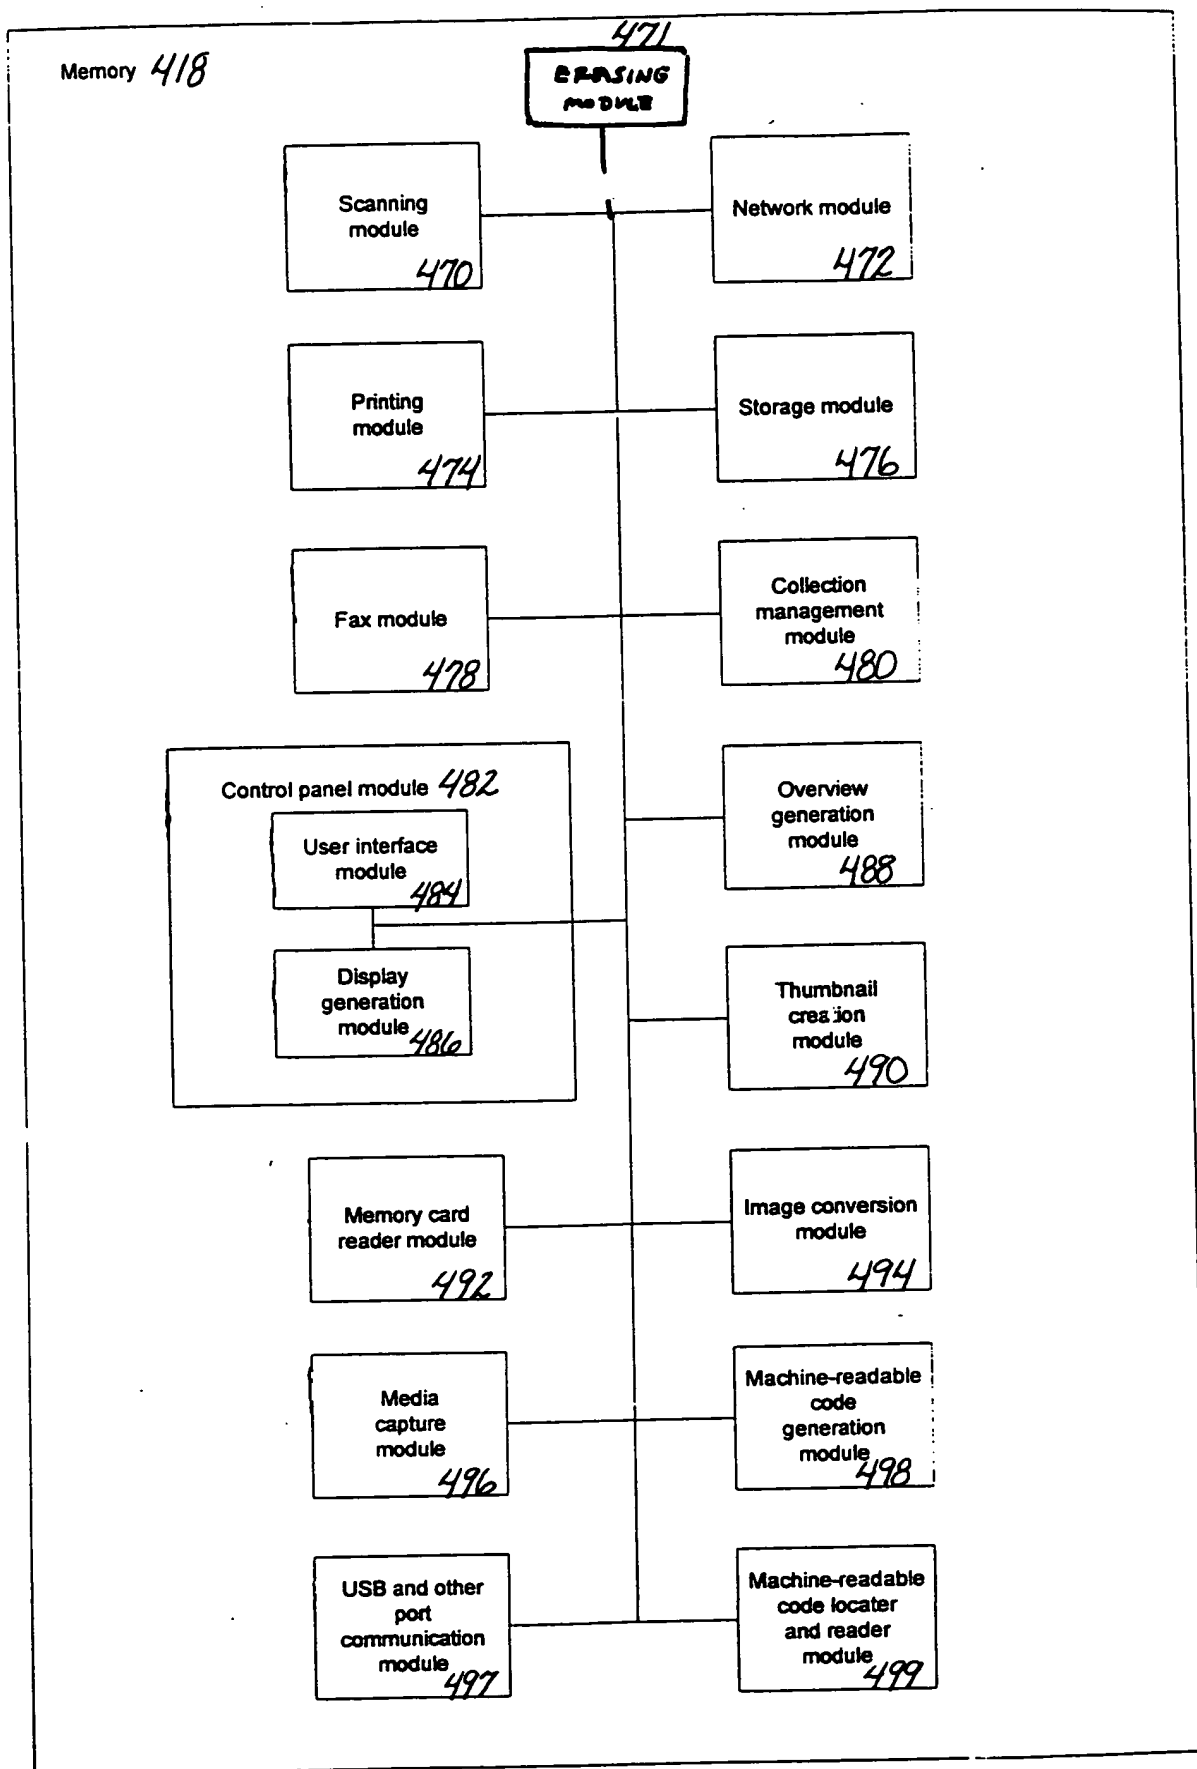 Memory 418
471
ERASING
MODULE
Scanning
module
470
Network module
472
Printing
module
474
Storage module
476
Fax module
478
Collection
management
module
480
Control panel module 482
User interface
module
484
Display
generation
module
486
Overview
generation
module
488
Thumbnail
creation
module
490
Memory card
reader module
492
Image conversion
module
494
Media
capture
module
496
Machine-readable
code
generation
module
498
USB and other
port
communication
module
497
Machine-readable
code locater
and reader
module
499